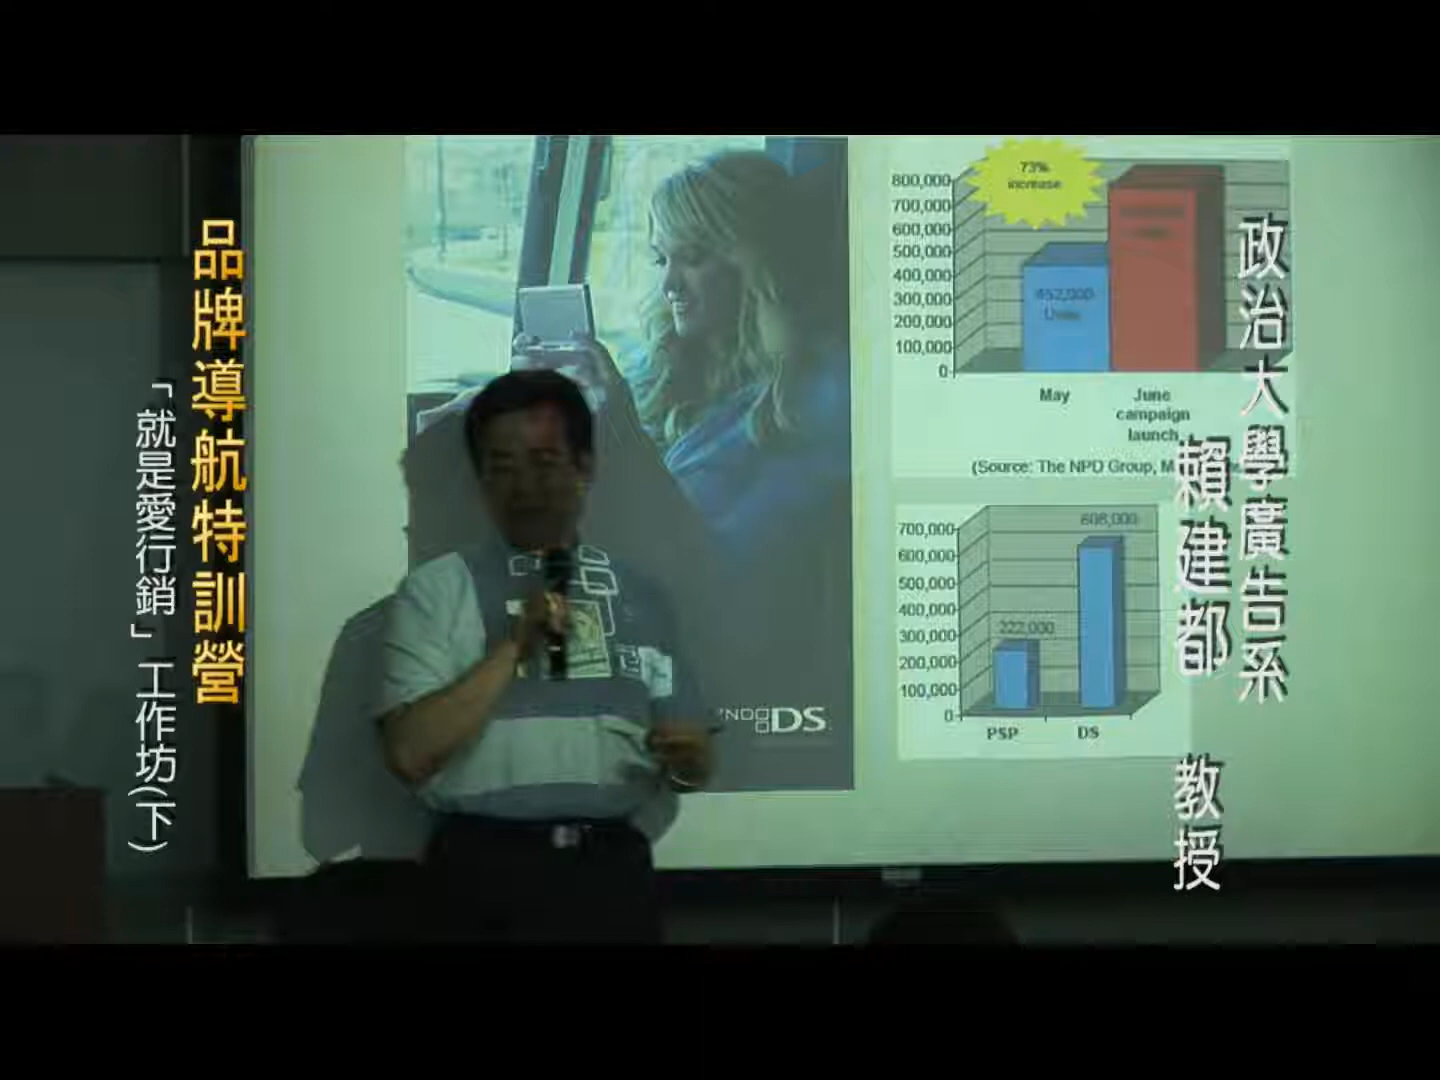 品牌導航特訓營
「就是愛行銷」工作坊(下)
政治大學廣告系
賴建都 教授
73%
increase
800,000
700,000
600,000
500,000
400,000
300,000
200,000
100,000
0
452,000
Units
May
June
campaign
launch
(Source: The NPD Group,
700,000
600,000
500,000
400,000
300,000
200,000
100,000
0
222,000
608,000
PSP
DS
DS